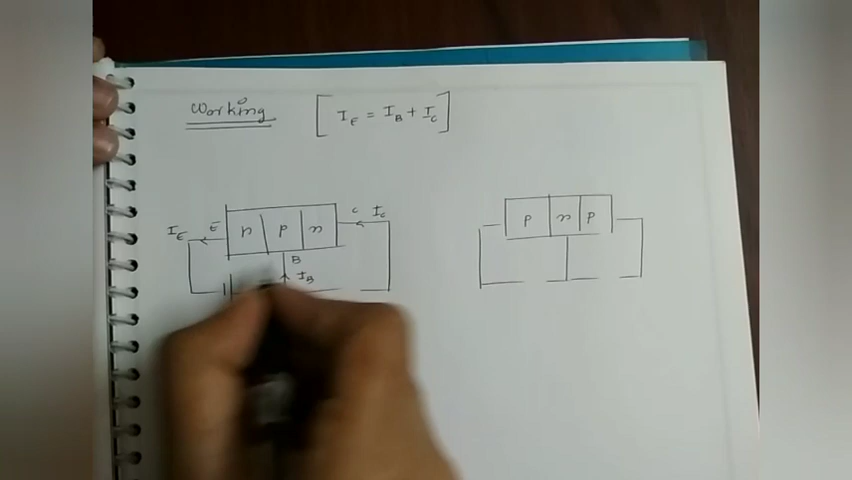 Working [ I_E = I_B + I_C ]
I_E E n p n C I_C
B
I_B
p n p